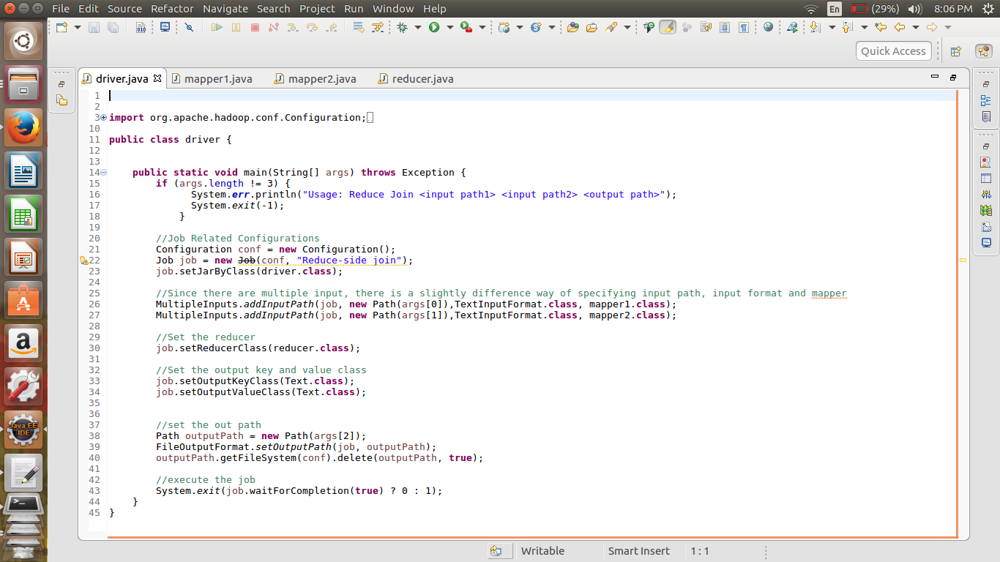 File Edit Source Refactor Navigate Search Project Run Window Help En (29%) 8:06 PM
Quick Access
driver.java mapper1.java mapper2.java reducer.java
1
2
3 import org.apache.hadoop.conf.Configuration;
10
11 public class driver {
12
13
14 public static void main(String[] args) throws Exception {
15 if (args.length != 3) {
16 System.err.println("Usage: Reduce Join <input path1> <input path2> <output path>");
17 System.exit(-1);
18 }
19
20 //Job Related Configurations
21 Configuration conf = new Configuration();
22 Job job = new Job(conf, "Reduce-side join");
23 job.setJarByClass(driver.class);
24
25 //Since there are multiple input, there is a slightly difference way of specifying input path, input format and mapper
26 MultipleInputs.addInputPath(job, new Path(args[0]),TextInputFormat.class, mapper1.class);
27 MultipleInputs.addInputPath(job, new Path(args[1]),TextInputFormat.class, mapper2.class);
28
29 //Set the reducer
30 job.setReducerClass(reducer.class);
31
32 //Set the output key and value class
33 job.setOutputKeyClass(Text.class);
34 job.setOutputValueClass(Text.class);
35
36
37 //set the out path
38 Path outputPath = new Path(args[2]);
39 FileOutputFormat.setOutputPath(job, outputPath);
40 outputPath.getFileSystem(conf).delete(outputPath, true);
41
42 //execute the job
43 System.exit(job.waitForCompletion(true) ? 0 : 1);
44 }
45 }
Java EE
IDE
Writable Smart Insert 1 : 1